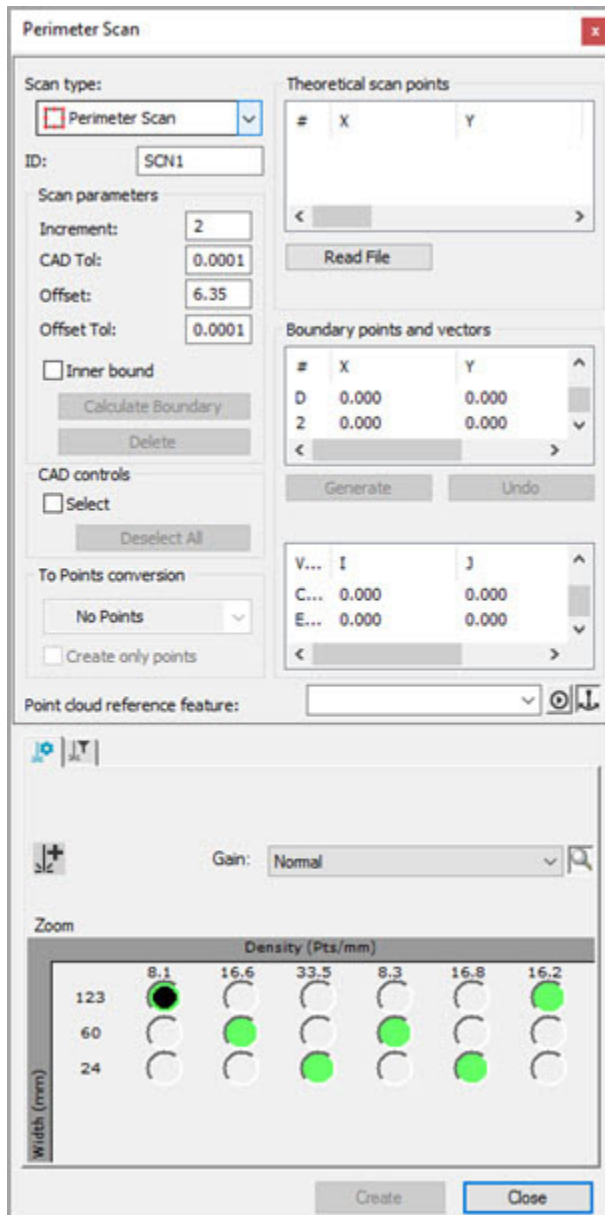 Perimeter Scan
x
Scan type:
Perimeter Scan
ID: SCN1
Scan parameters
Increment: 2
CAD Tol: 0.0001
Offset: 6.35
Offset Tol: 0.0001
Inner bound
Calculate Boundary
Delete
CAD controls
Select
Deselect All
To Points conversion
No Points
Create only points
Theoretical scan points
# X Y
Read File
Boundary points and vectors
# X Y
D 0.000 0.000
2 0.000 0.000
Generate Undo
V... I J
C... 0.000 0.000
E... 0.000 0.000
Point cloud reference feature:
Gain: Normal
Zoom
Density (Pts/mm)
8.1 16.6 33.5 8.3 16.8 16.2
Width (mm)
123
60
24
Create Close